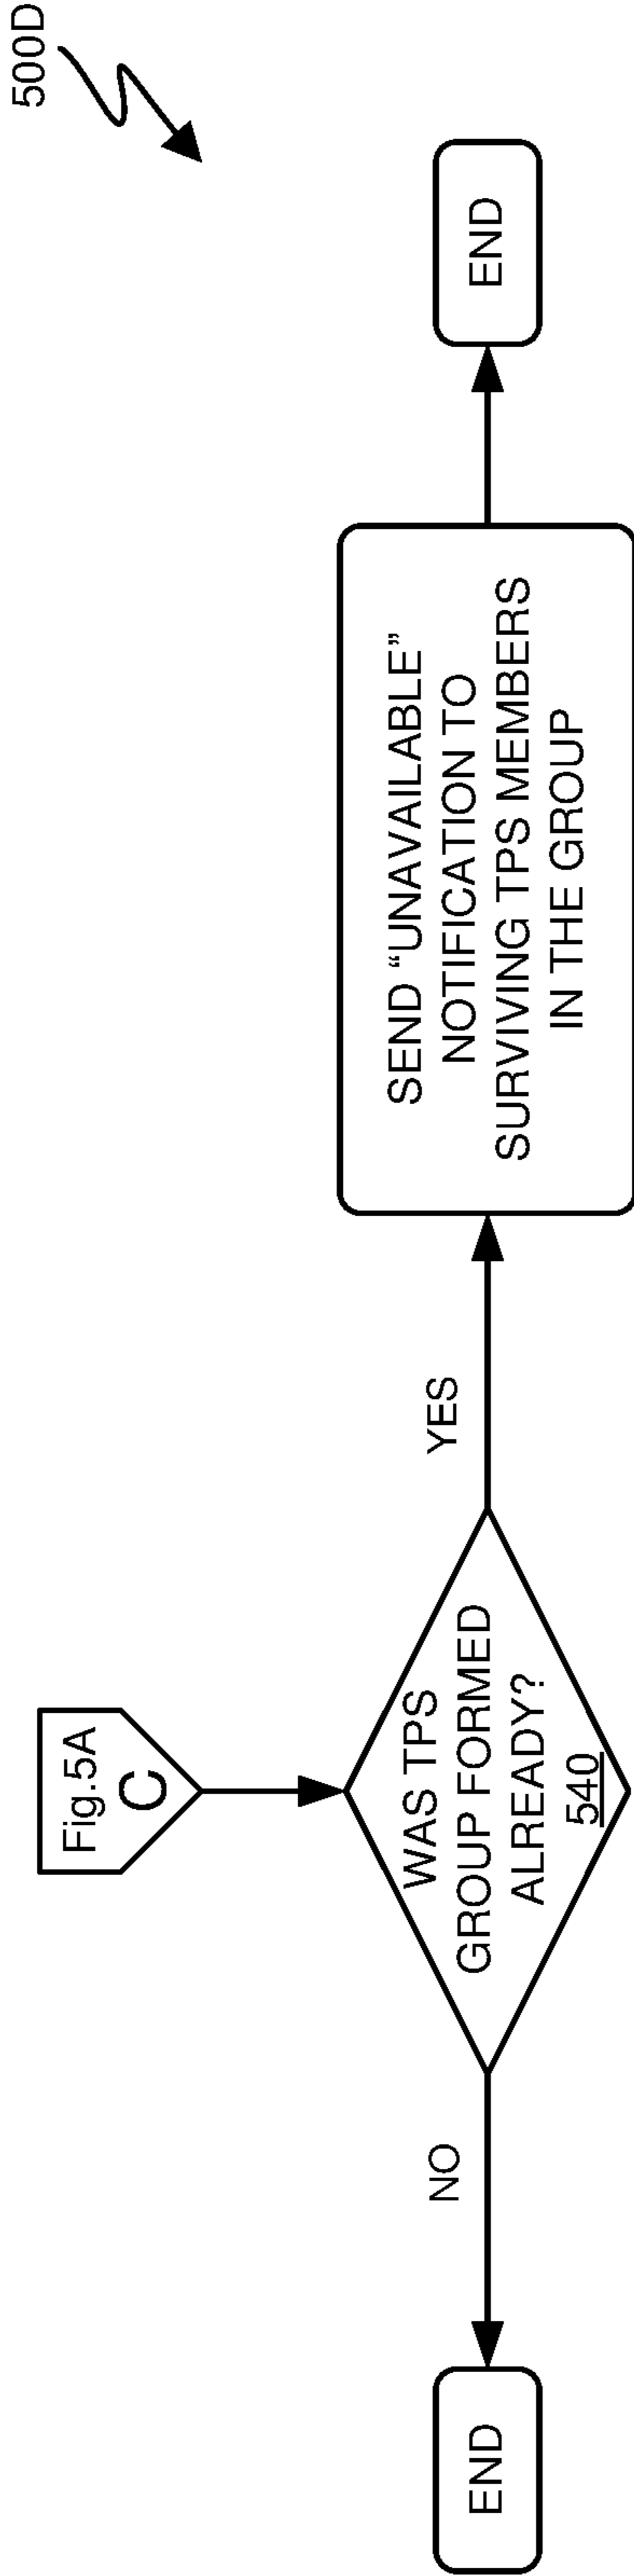 500D
Fig.5A
C
WAS TPS
GROUP FORMED
ALREADY?
540
NO
END
YES
SEND “UNAVAILABLE”
NOTIFICATION TO
SURVIVING TPS MEMBERS
IN THE GROUP
END